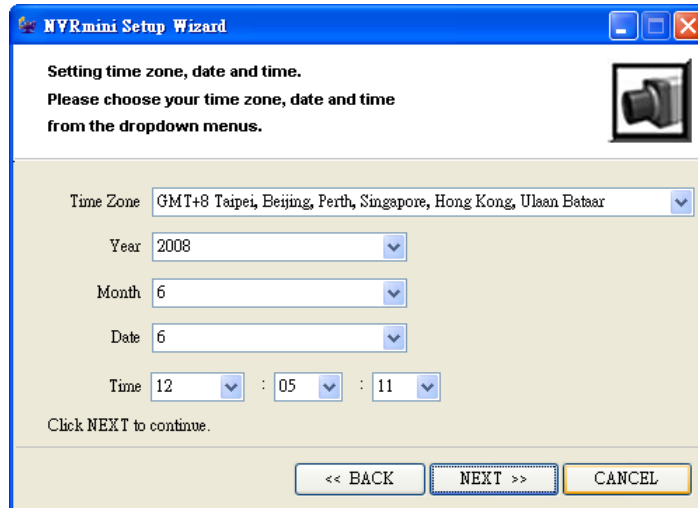 NVRmini Setup Wizard
Setting time zone, date and time.
Please choose your time zone, date and time
from the dropdown menus.
Time Zone GMT+8 Taipei, Beijing, Perth, Singapore, Hong Kong, Ulaan Bataar
Year 2008
Month 6
Date 6
Time 12 : 05 : 11
Click NEXT to continue.
<< BACK NEXT >> CANCEL